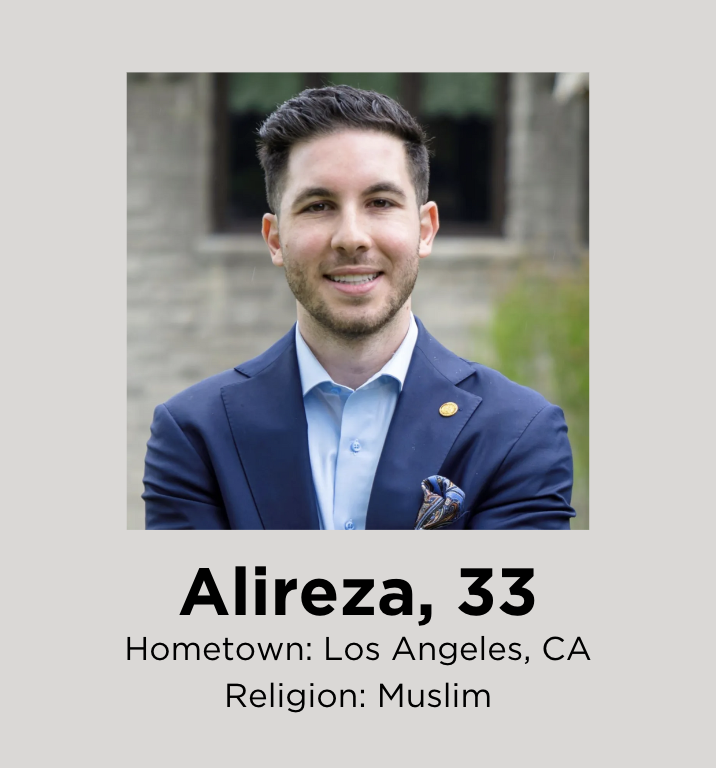 Alireza, 33
Hometown: Los Angeles, CA
Religion: Muslim